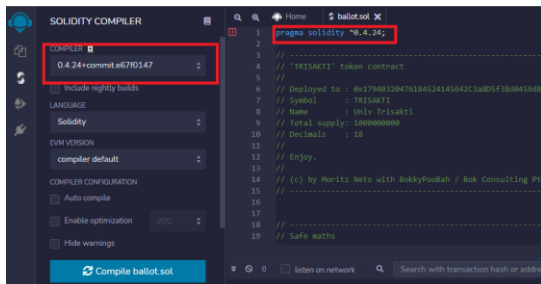 SOLIDITY COMPILER
COMPILER
0.4.24+commit.e67f0147
Include nightly builds
LANGUAGE
Solidity
EVM VERSION
compiler default
COMPILER CONFIGURATION
Auto compile
Enable optimization 200
Hide warnings
Compile ballot.sol
Home
ballot.sol
1 pragma solidity ^0.4.24;
2
3 // ----------------------------------------
4 // 'TRISAKTI' token contract
5 //
6 // Deployed to :
7 // Symbol : TRISAKTI
8 // Name : Univ Trisakti
9 // Total supply: 1000000000
10 // Decimals : 18
11 //
12 // Enjoy.
13 //
14 // (c) by Moritz Neto with BokkyPooBah / Bok Consulting Pt
15 // ----------------------------------------
16
17
18 // ----------------------------------------
19 // Safe maths
0 listen on network Search with transaction hash or addre